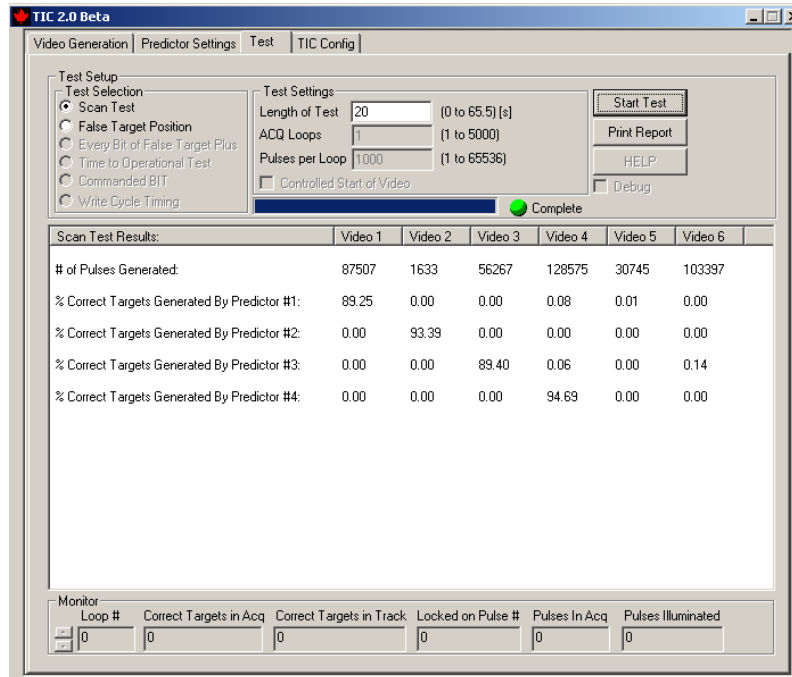 TIC 2.0 Beta
Video Generation Predictor Settings Test TIC Config
Test Setup
Test Selection
Scan Test
False Target Position
Every Bit of False Target Plus
Time to Operational Test
Commanded BIT
Write Cycle Timing
Test Settings
Length of Test 20 (0 to 65.5) [s]
ACQ Loops 1 (1 to 5000)
Pulses per Loop 1000 (1 to 65536)
Controlled Start of Video
Start Test
Print Report
HELP
Debug
Complete
Scan Test Results: Video 1 Video 2 Video 3 Video 4 Video 5 Video 6
# of Pulses Generated: 87507 1633 56267 128575 30745 103397
% Correct Targets Generated By Predictor #1: 89.25 0.00 0.00 0.08 0.01 0.00
% Correct Targets Generated By Predictor #2: 0.00 93.39 0.00 0.00 0.00 0.00
% Correct Targets Generated By Predictor #3: 0.00 0.00 89.40 0.06 0.00 0.14
% Correct Targets Generated By Predictor #4: 0.00 0.00 0.00 94.69 0.00 0.00
Monitor
Loop # Correct Targets in Acq Correct Targets in Track Locked on Pulse # Pulses In Acq Pulses Illuminated
0 0 0 0 0 0